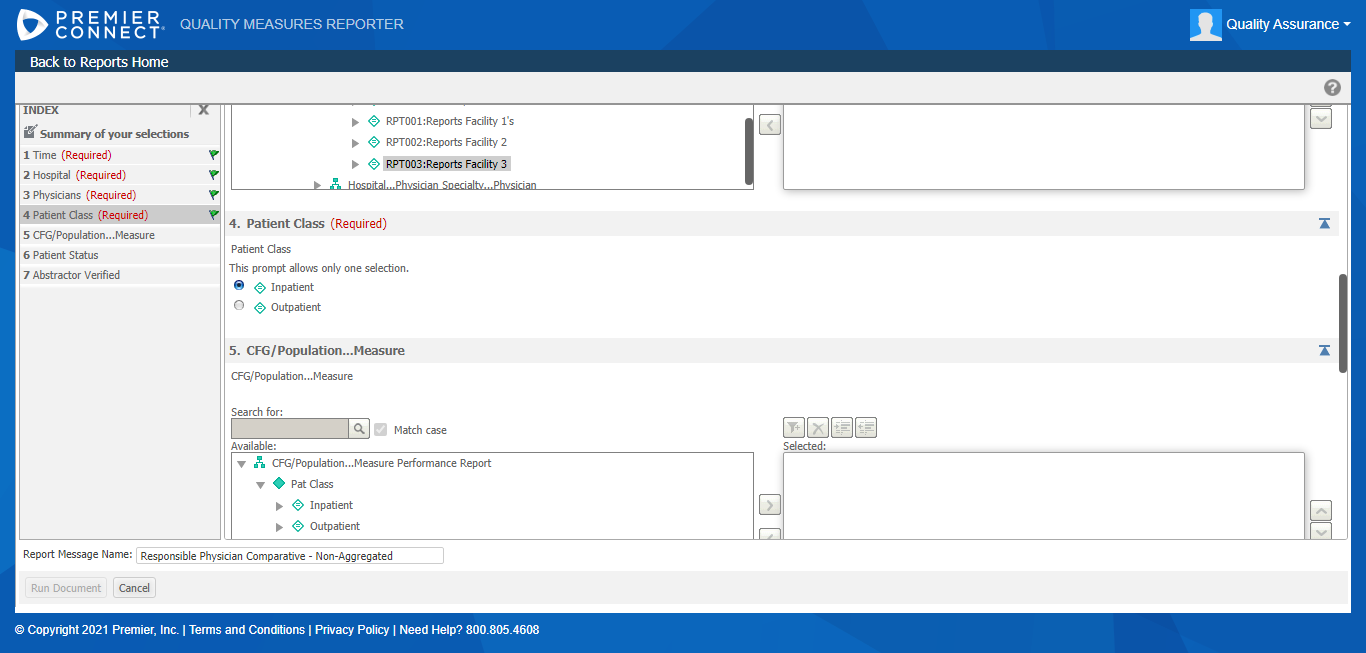 PREMIER
CONNECT
QUALITY MEASURES REPORTER
Quality Assurance
Back to Reports Home
?
INDEX
X
Summary of your selections
1 Time (Required)
2 Hospital (Required)
3 Physicians (Required)
4 Patient Class (Required)
5 CFG/Population...Measure
6 Patient Status
7 Abstractor Verified
RPT001:Reports Facility 1's
RPT002:Reports Facility 2
RPT003:Reports Facility 3
Hospital...Physician Specialty...Physician
4. Patient Class (Required)
Patient Class
This prompt allows only one selection.
Inpatient
Outpatient
5. CFG/Population...Measure
CFG/Population...Measure
Search for:
Match case
Available:
Selected:
CFG/Population...Measure Performance Report
Pat Class
Inpatient
Outpatient
Report Message Name: Responsible Physician Comparative - Non-Aggregated
Run Document
Cancel
© Copyright 2021 Premier, Inc. | Terms and Conditions | Privacy Policy | Need Help? 800.805.4608